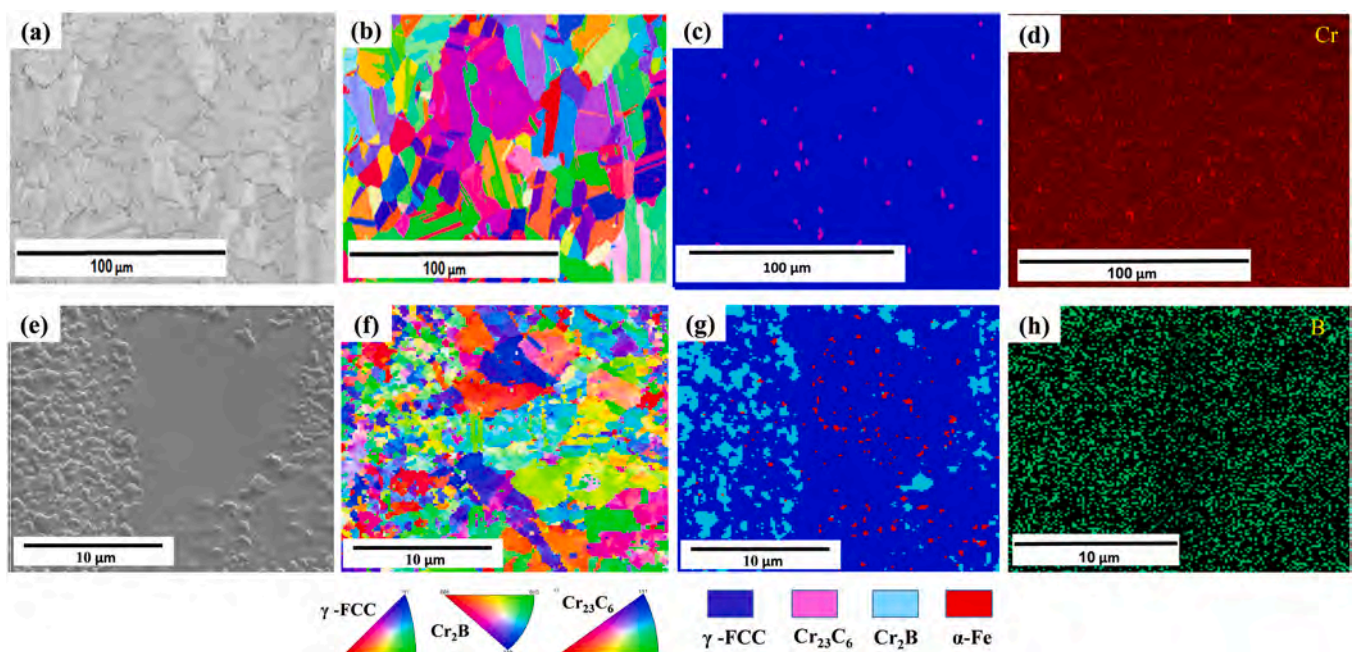 (a) (b) (c) (d) Cr
100 μm 100 μm 100 μm 100 μm
(e) (f) (g) (h) B
10 μm 10 μm 10 μm 10 μm
γ -FCC Cr₂B Cr₂₃C₆
γ -FCC Cr₂₃C₆ Cr₂B α-Fe